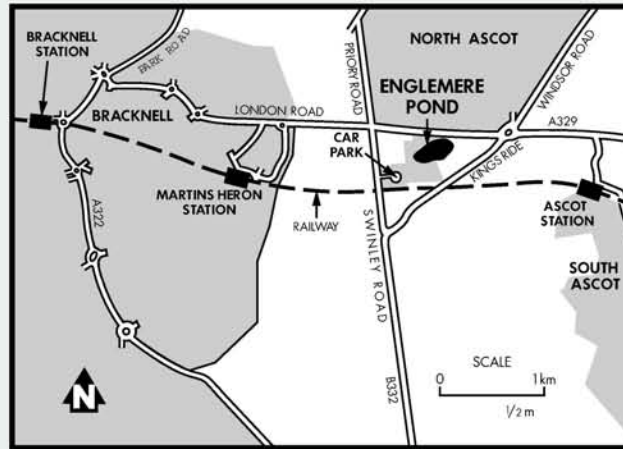 BRACKNELL
STATION
PARK ROAD
BRACKNELL
LONDON ROAD
PRIORY ROAD
NORTH ASCOT
WINDSOR ROAD
ENGLEMERE
POND
A329
CAR
PARK
KINGS RIDE
MARTINS HERON
STATION
RAILWAY
A322
SWINLEY ROAD
ASCOT
STATION
SOUTH
ASCOT
B332
N
SCALE
0 1km
1/2 m